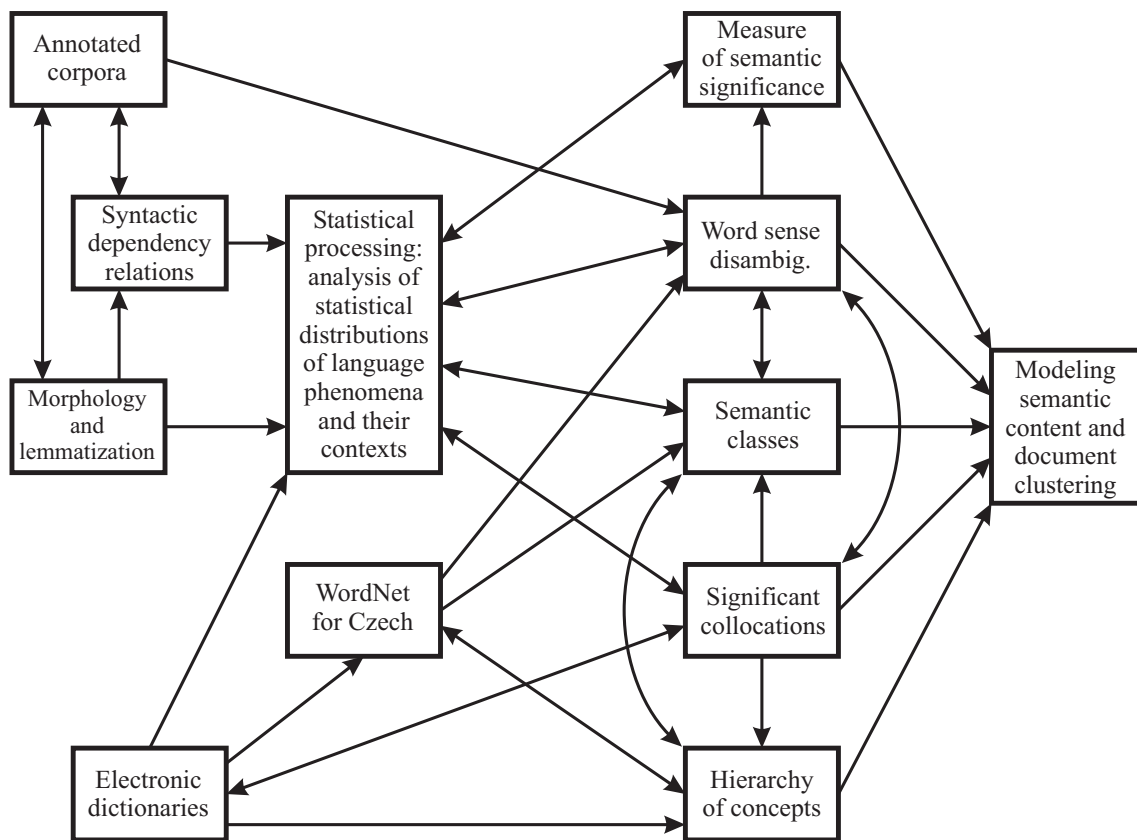 Annotated
corpora
Measure
of semantic
significance
Syntactic
dependency
relations
Statistical
processing:
analysis of
statistical
distributions
of language
phenomena
and their
contexts
Word sense
disambig.
Morphology
and
lemmatization
Semantic
classes
Modeling
semantic
content and
document
clustering
WordNet
for Czech
Significant
collocations
Electronic
dictionaries
Hierarchy
of concepts